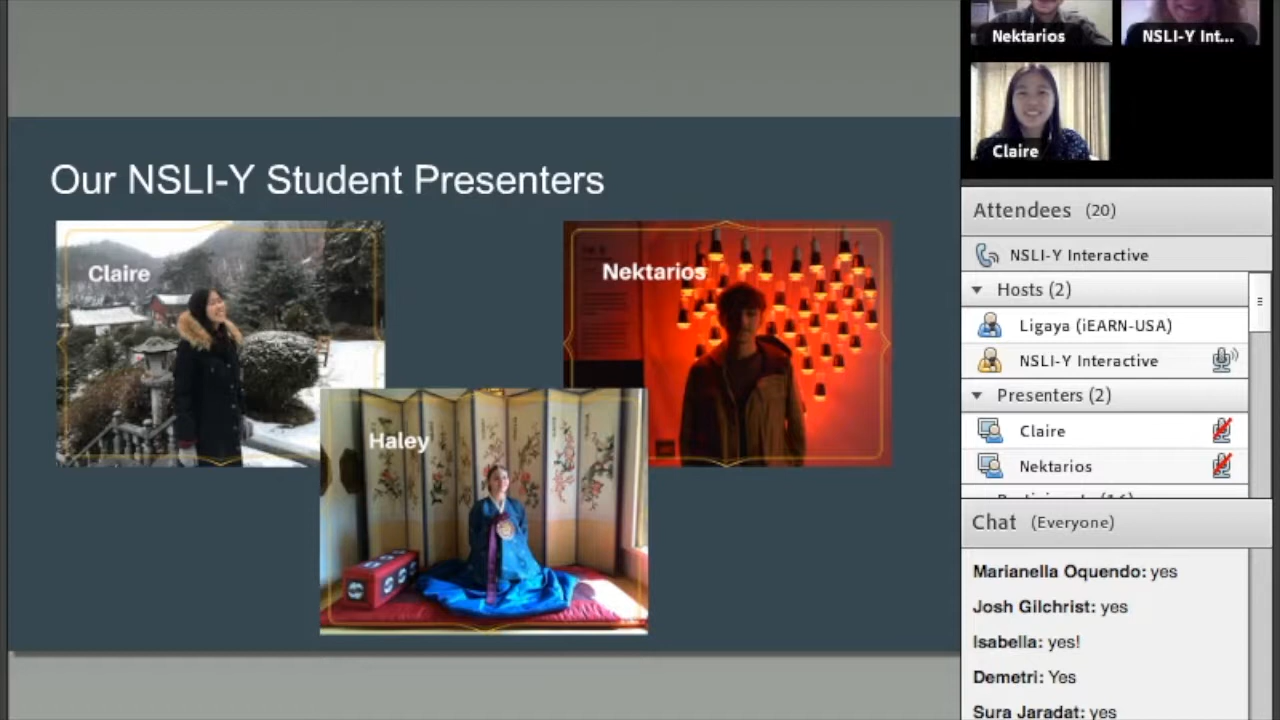 Our NSLI-Y Student Presenters
Claire
Nektarios
Haley
Nektarios
NSLI-Y Int...
Claire
Attendees (20)
NSLI-Y Interactive
Hosts (2)
Ligaya (iEARN-USA)
NSLI-Y Interactive
Presenters (2)
Claire
Nektarios
Participants (16)
Chat (Everyone)
Marianella Oquendo: yes
Josh Gilchrist: yes
Isabella: yes!
Demetri: Yes
Sura Jaradat: yes